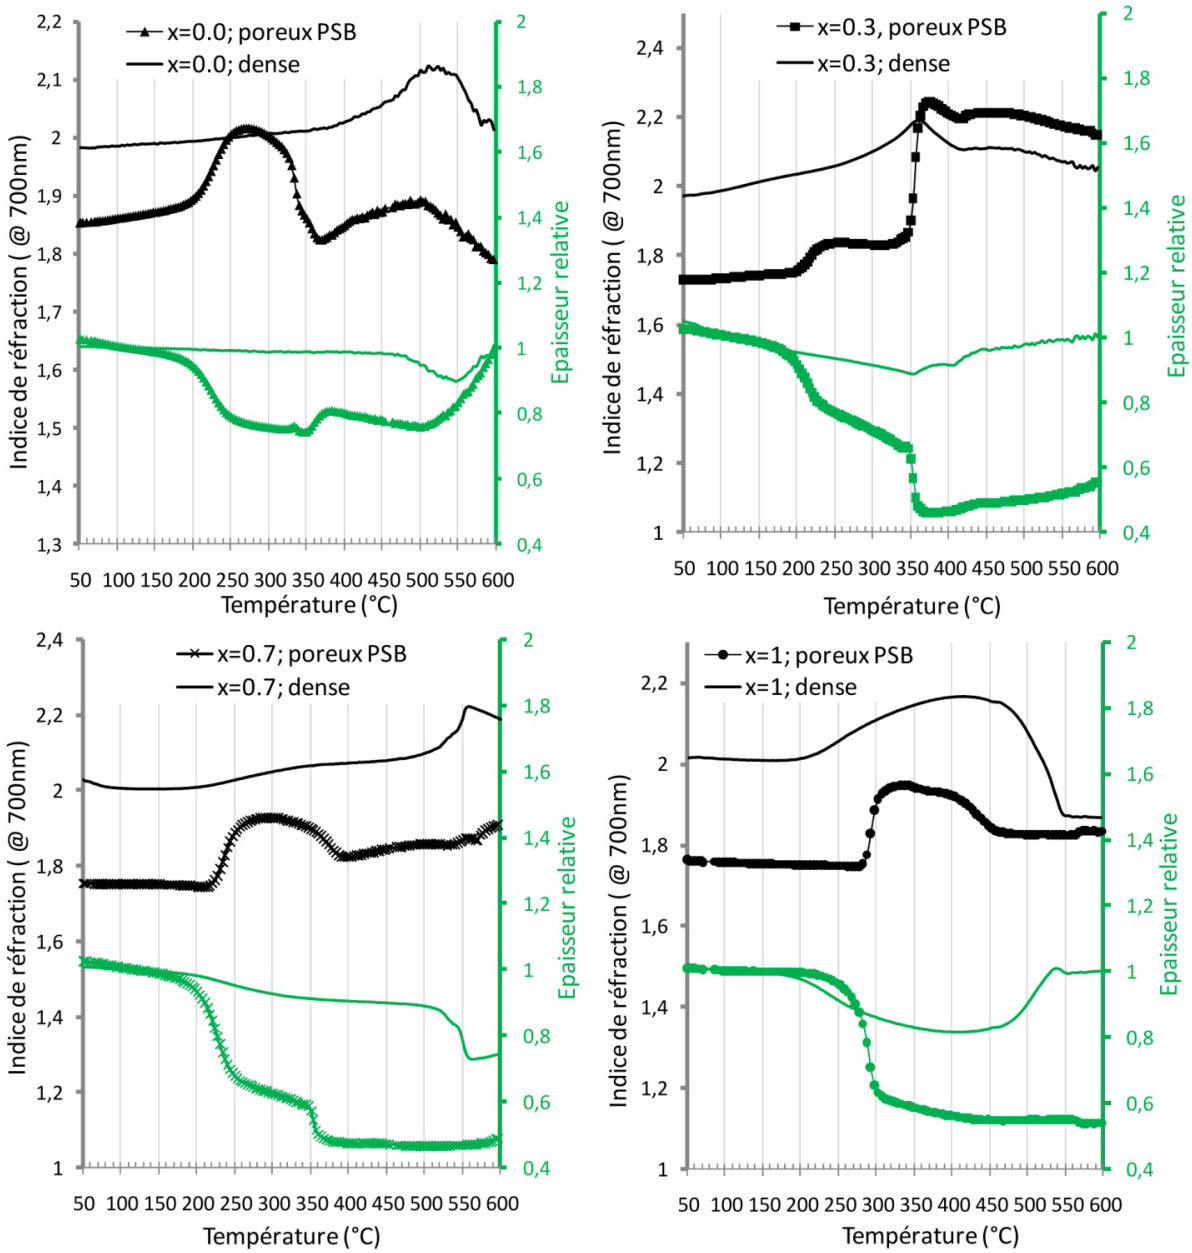 x=0.0; poreux PSB
x=0.0; dense
2,2
2,1
2
1,9
1,8
1,7
1,6
1,5
1,4
1,3
Indice de réfraction ( @ 700nm)
2
1,8
1,6
1,4
1,2
1
0,8
0,6
0,4
Epaisseur relative
50 100 150 200 250 300 350 400 450 500 550 600
Température (°C)
x=0.3, poreux PSB
x=0.3; dense
2,4
2,2
2
1,8
1,6
1,4
1,2
1
Indice de réfraction ( @ 700nm)
2
1,8
1,6
1,4
1,2
1
0,8
0,6
0,4
Epaisseur relative
50 100 150 200 250 300 350 400 450 500 550 600
Température (°C)
x=0.7; poreux PSB
x=0.7; dense
2,4
2,2
2
1,8
1,6
1,4
1,2
1
Indice de réfraction ( @ 700nm)
2
1,8
1,6
1,4
1,2
1
0,8
0,6
0,4
Epaisseur relative
50 100 150 200 250 300 350 400 450 500 550 600
Température (°C)
x=1; poreux PSB
x=1; dense
2,2
2
1,8
1,6
1,4
1,2
1
Indice de réfraction ( @ 700nm)
2
1,8
1,6
1,4
1,2
1
0,8
0,6
0,4
Epaisseur relative
50 100 150 200 250 300 350 400 450 500 550 600
Température (°C)